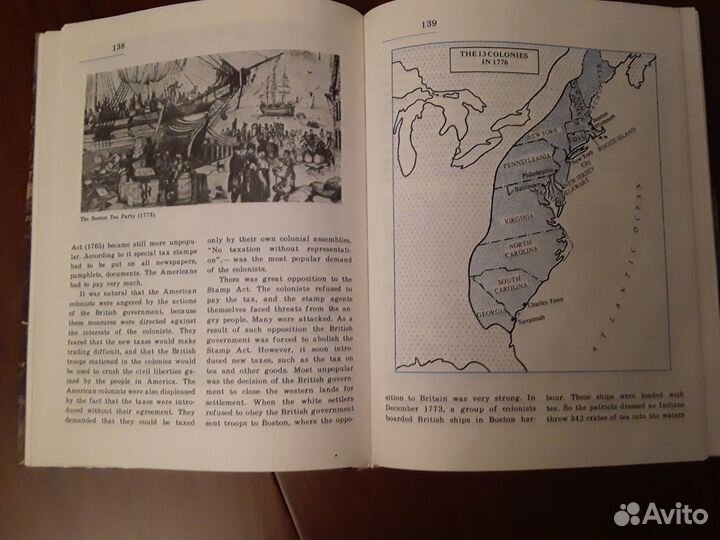 138
The Boston Tea Party (1773).
Act (1765) became still more unpopu-
lar. According to it special tax stamps
had to be put on all newspapers,
pamphlets, documents. The Americans
had to pay very much.
It was natural that the American
colonists were angered by the actions
of the British government, because
these measures were directed against
the interests of the colonists. They
feared that the new taxes would make
trading difficult, and that the British
troops stationed in the colonies would
be used to crush the civil liberties ga-
ined by the people in America. The
American colonists were also displeased
by the fact that the taxes were intro-
duced without their agreement. They
demanded that they could be taxed
only by their own colonial assemblies.
"No taxation without representati-
on",— was the most popular demand
of the colonists.
There was great opposition to the
Stamp Act. The colonists refused to
pay the tax, and the stamp agents
themselves faced threats from the an-
gry people. Many were attacked. As a
result of such opposition the British
government was forced to abolish the
Stamp Act. However, it soon intro-
duced new taxes, such as the tax on
tea and other goods. Most unpopular
was the decision of the British govern-
ment to close the western lands for
settlement. When the white settlers
refused to obey the British government
sent troops to Boston, where the oppo-
139
THE 13 COLONIES
IN 1776
NEW YORK
Boston
Plymouth
RHODE ISLAND
CONN.
New York
City
PENNSYLVANIA
Philadelphia
NEW JERSEY
Baltimore
DELAWARE
VIRGINIA
NORTH
CAROLINA
SOUTH
CAROLINA
Charles Town
GEORGIA
Savannah
ATLANTIC OCEAN
sition to Britain was very strong. In
December 1773, a group of colonists
boarded British ships in Boston har-
bour. These ships were loaded with
tea. So the patriots dressed as Indians
threw 342 crates of tea into the waters
Avito